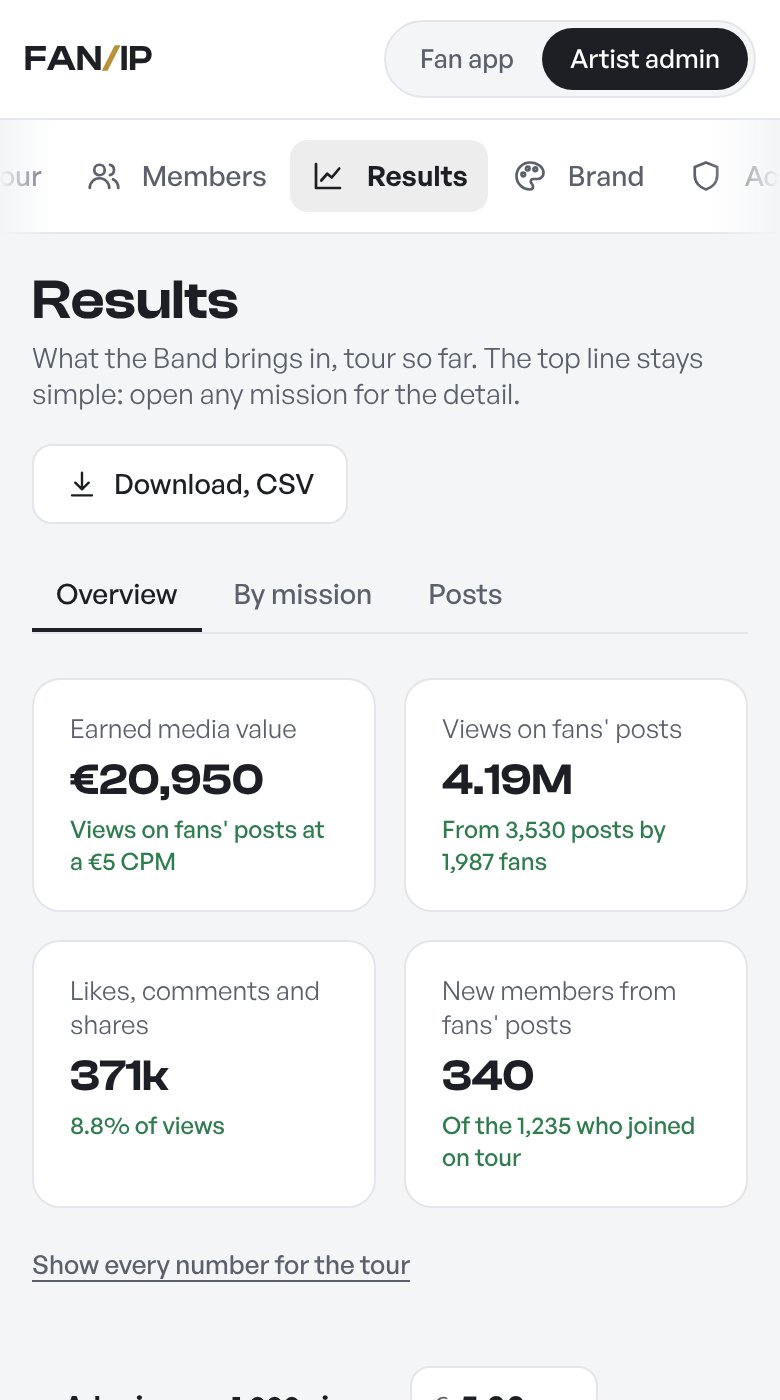 FAN/IP
Fan app
Artist admin
Members
Results
Brand
Results
What the Band brings in, tour so far. The top line stays
simple: open any mission for the detail.
Download, CSV
Overview
By mission
Posts
Earned media value
€20,950
Views on fans' posts at
a €5 CPM
Views on fans' posts
4.19M
From 3,530 posts by
1,987 fans
Likes, comments and
shares
371k
8.8% of views
New members from
fans' posts
340
Of the 1,235 who joined
on tour
Show every number for the tour